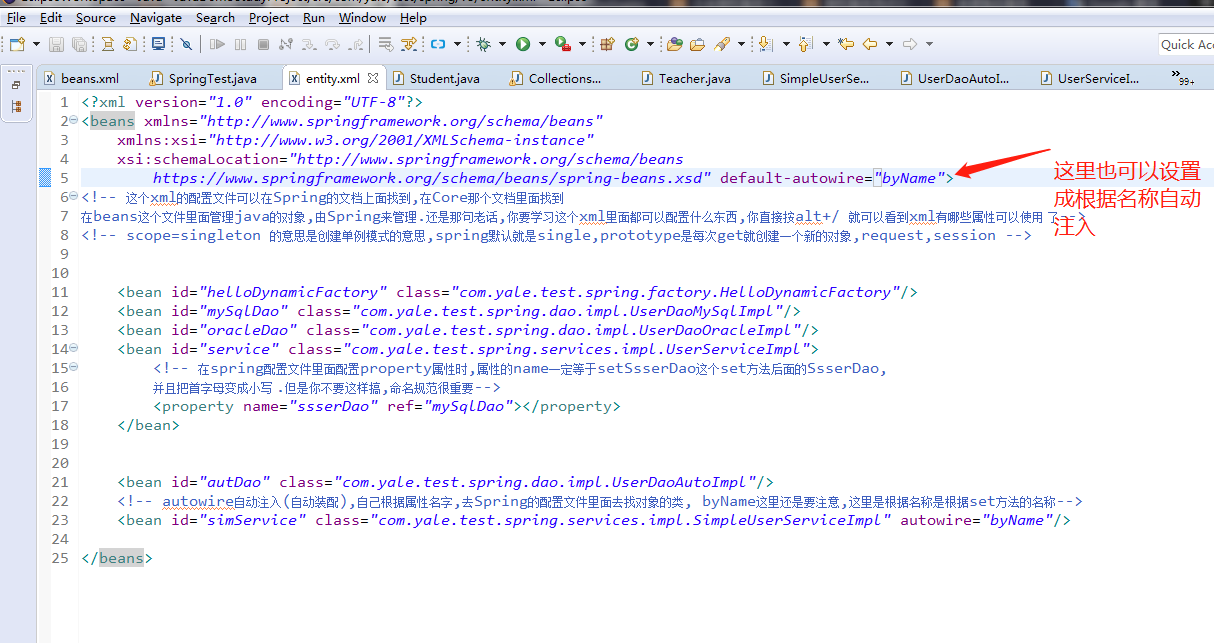 File Edit Source Navigate Search Project Run Window Help
Quick Ac
beans.xml SpringTest.java entity.xml Student.java Collections... Teacher.java SimpleUserSe... UserDaoAutoI... UserServiceI... 99+
1 <?xml version="1.0" encoding="UTF-8"?>
2 <beans xmlns="http://www.springframework.org/schema/beans"
3 xmlns:xsi="http://www.w3.org/2001/XMLSchema-instance"
4 xsi:schemaLocation="http://www.springframework.org/schema/beans
5 https://www.springframework.org/schema/beans/spring-beans.xsd" default-autowire="byName">
这里也可以设置
成根据名称自动
注入
6 <!-- 这个xml的配置文件可以在Spring的文档上面找到,在Core那个文档里面找到
7 在beans这个文件里面管理java的对象,由Spring来管理.还是那句老话,你要学习这个xml里面都可以配置什么东西,你直接按alt+/ 就可以看到xml有哪些属性可以使用了-->
8 <!-- scope=singleton 的意思是创建单例模式的意思,spring默认就是single,prototype是每次get就创建一个新的对象,request,session -->
9
10
11 <bean id="helloDynamicFactory" class="com.yale.test.spring.factory.HelloDynamicFactory"/>
12 <bean id="mySqlDao" class="com.yale.test.spring.dao.impl.UserDaoMySqlImpl"/>
13 <bean id="oracleDao" class="com.yale.test.spring.dao.impl.UserDaoOracleImpl"/>
14 <bean id="service" class="com.yale.test.spring.services.impl.UserServiceImpl">
15 <!-- 在spring配置文件里面配置property属性时,属性的name一定等于setSsserDao这个set方法后面的SsserDao,
16 并且把首字母变成小写.但是你不要这样搞,命名规范很重要-->
17 <property name="ssserDao" ref="mySqlDao"></property>
18 </bean>
19
20
21 <bean id="autDao" class="com.yale.test.spring.dao.impl.UserDaoAutoImpl"/>
22 <!-- autowire自动注入(自动装配),自己根据属性名字,去Spring的配置文件里面去找对象的类, byName这里还是要注意,这里是根据名称是根据set方法的名称-->
23 <bean id="simService" class="com.yale.test.spring.services.impl.SimpleUserServiceImpl" autowire="byName"/>
24
25 </beans>